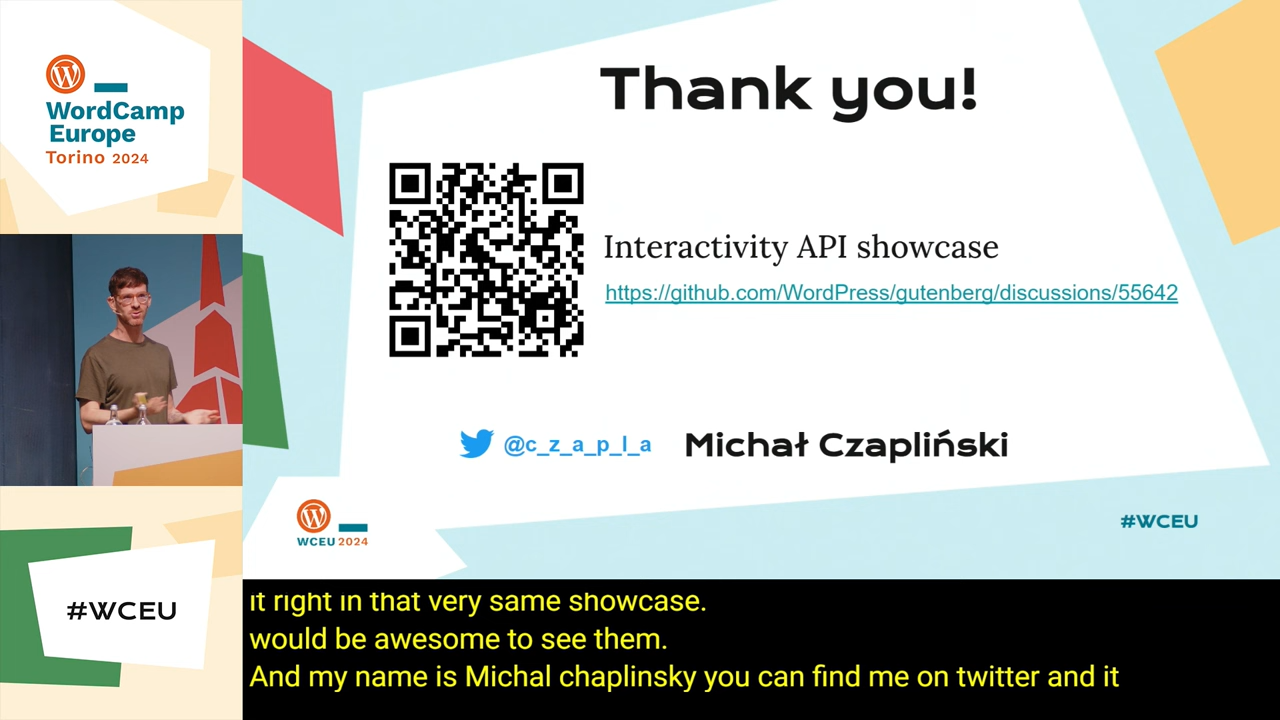 WordCamp
Europe
Torino 2024
Thank you!
Interactivity API showcase
https://github.com/WordPress/gutenberg/discussions/55642
@c_z_a_p_l_a
Michał Czapliński
WCEU 2024
#WCEU
#WCEU
it right in that very same showcase.
would be awesome to see them.
And my name is Michal chaplinsky you can find me on twitter and it